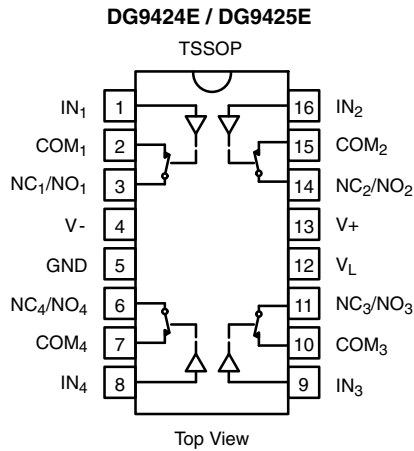 DG9424E / DG9425E
TSSOP
IN₁ 1 16 IN₂
COM₁ 2 15 COM₂
NC₁/NO₁ 3 14 NC₂/NO₂
V- 4 13 V+
GND 5 12 V_L
NC₄/NO₄ 6 11 NC₃/NO₃
COM₄ 7 10 COM₃
IN₄ 8 9 IN₃
Top View